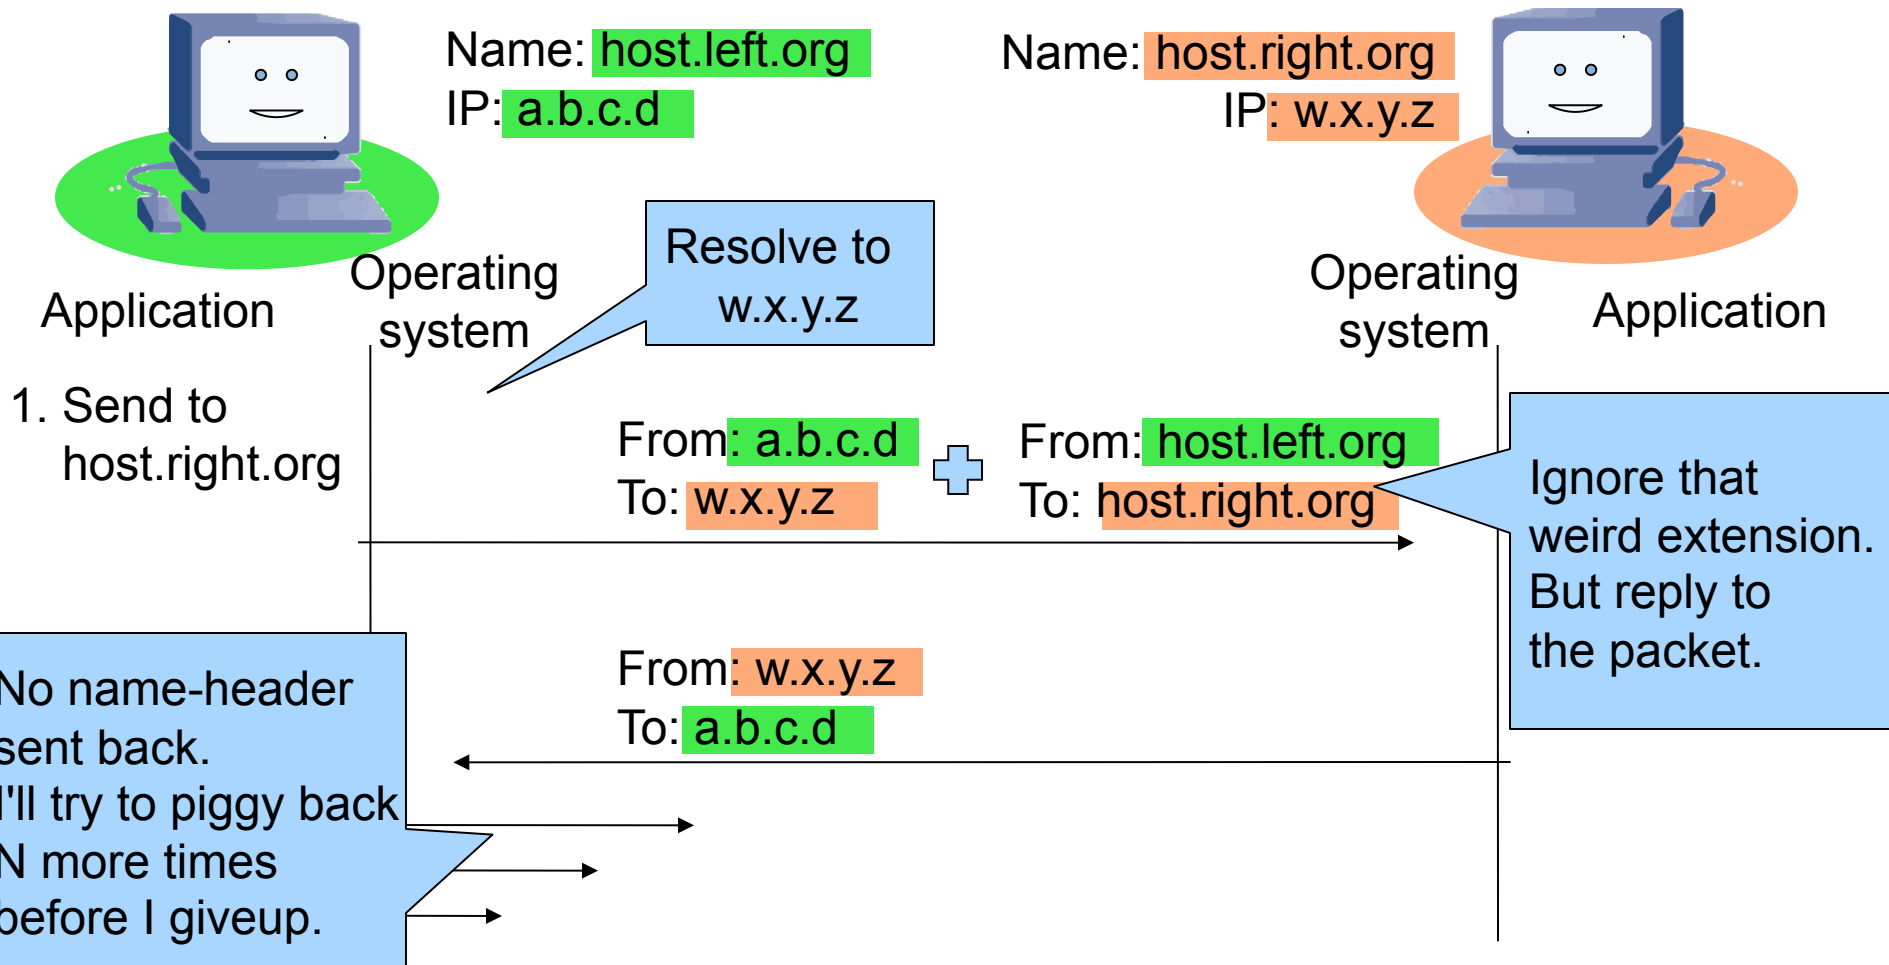 Name: host.left.org
IP: a.b.c.d
Name: host.right.org
IP: w.x.y.z
Resolve to
w.x.y.z
Application
Operating
system
Operating
system
Application
1. Send to
host.right.org
From: a.b.c.d
To: w.x.y.z
From: host.left.org
To: host.right.org
Ignore that
weird extension.
But reply to
the packet.
From: w.x.y.z
To: a.b.c.d
No name-header
sent back.
I'll try to piggy back
N more times
before I giveup.